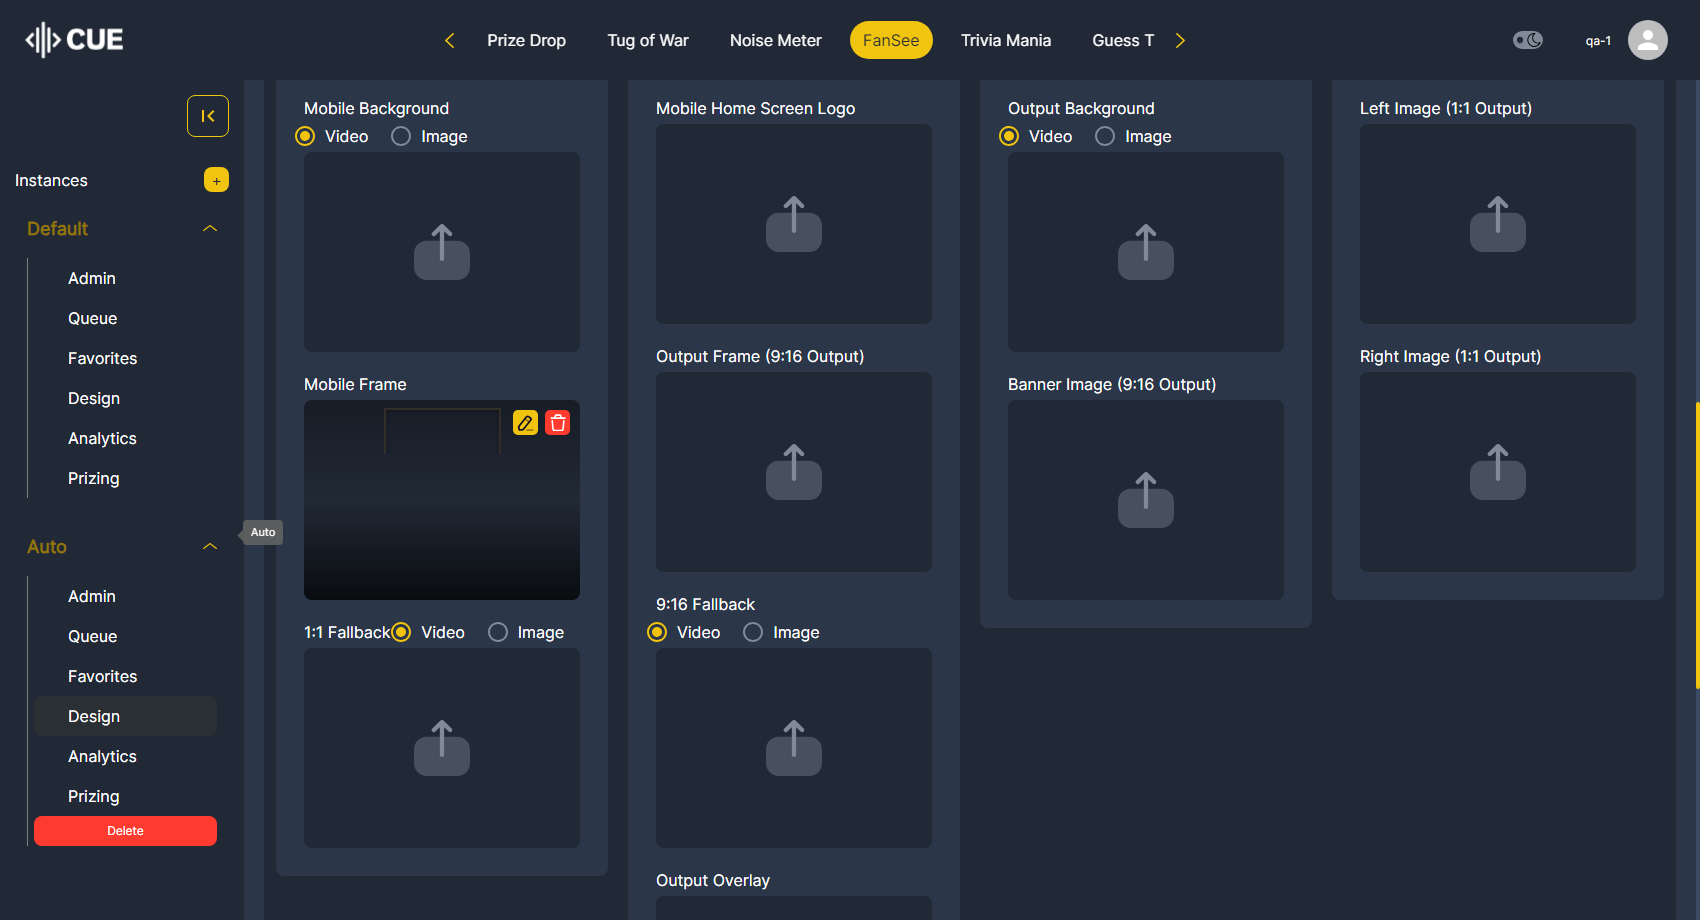 CUE
Prize Drop
Tug of War
Noise Meter
FanSee
Trivia Mania
Guess T
qa-1
Instances
+
Default
Admin
Queue
Favorites
Design
Analytics
Prizing
Auto
Auto
Admin
Queue
Favorites
Design
Analytics
Prizing
Delete
Mobile Background
Video Image
Mobile Frame
1:1 Fallback Video Image
Mobile Home Screen Logo
Output Frame (9:16 Output)
9:16 Fallback
Video Image
Output Overlay
Output Background
Video Image
Banner Image (9:16 Output)
Left Image (1:1 Output)
Right Image (1:1 Output)